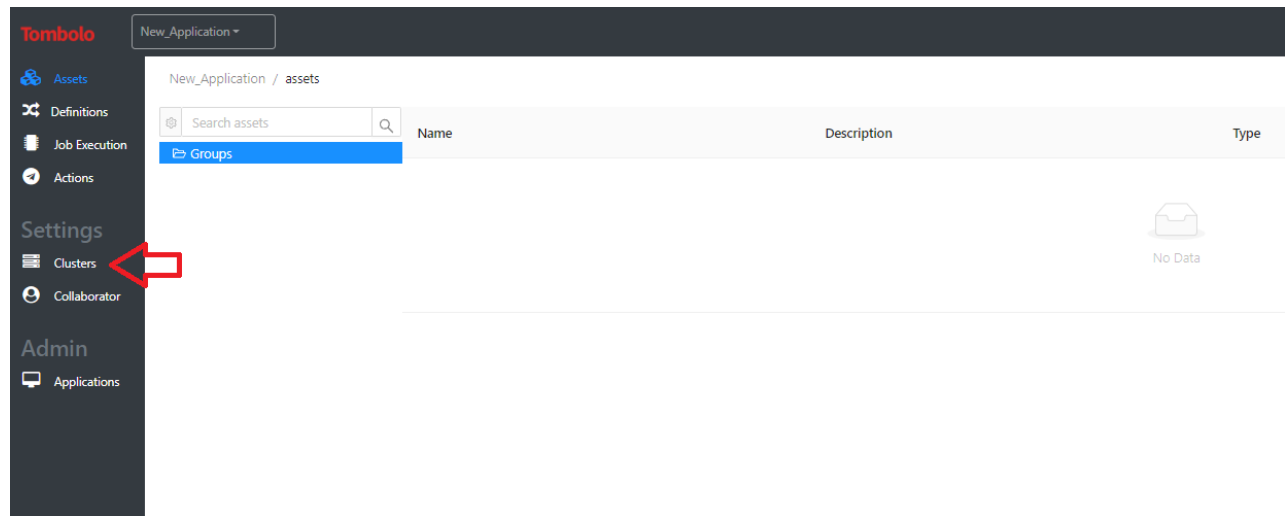 Tombolo
New_Application
Assets
Definitions
Job Execution
Actions
Settings
Clusters
Collaborator
Admin
Applications
New_Application / assets
Search assets
Groups
Name Description Type
No Data